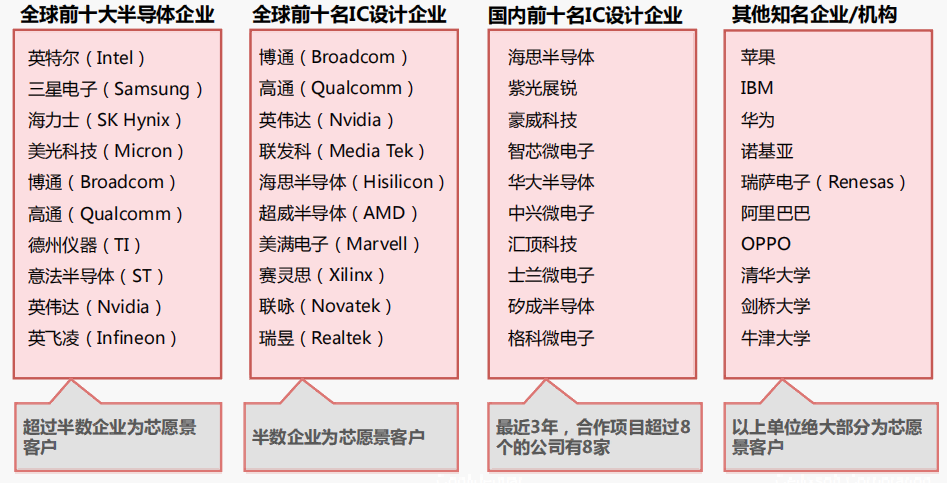 全球前十大半导体企业
英特尔（Intel）
三星电子（Samsung）
海力士（SK Hynix）
美光科技（Micron）
博通（Broadcom）
高通（Qualcomm）
德州仪器（TI）
意法半导体（ST）
英伟达（Nvidia）
英飞凌（Infineon）
超过半数企业为芯愿景
客户
全球前十名IC设计企业
博通（Broadcom）
高通（Qualcomm）
英伟达（Nvidia）
联发科（Media Tek）
海思半导体（Hisilicon）
超威半导体（AMD）
美满电子（Marvell）
赛灵思（Xilinx）
联咏（Novatek）
瑞昱（Realtek）
半数企业为芯愿景客户
国内前十名IC设计企业
海思半导体
紫光展锐
豪威科技
智芯微电子
华大半导体
中兴微电子
汇顶科技
士兰微电子
矽成半导体
格科微电子
最近3年，合作项目超过8
个的公司有8家
其他知名企业/机构
苹果
IBM
华为
诺基亚
瑞萨电子（Renesas）
阿里巴巴
OPPO
清华大学
剑桥大学
牛津大学
以上单位绝大部分为芯愿
景客户